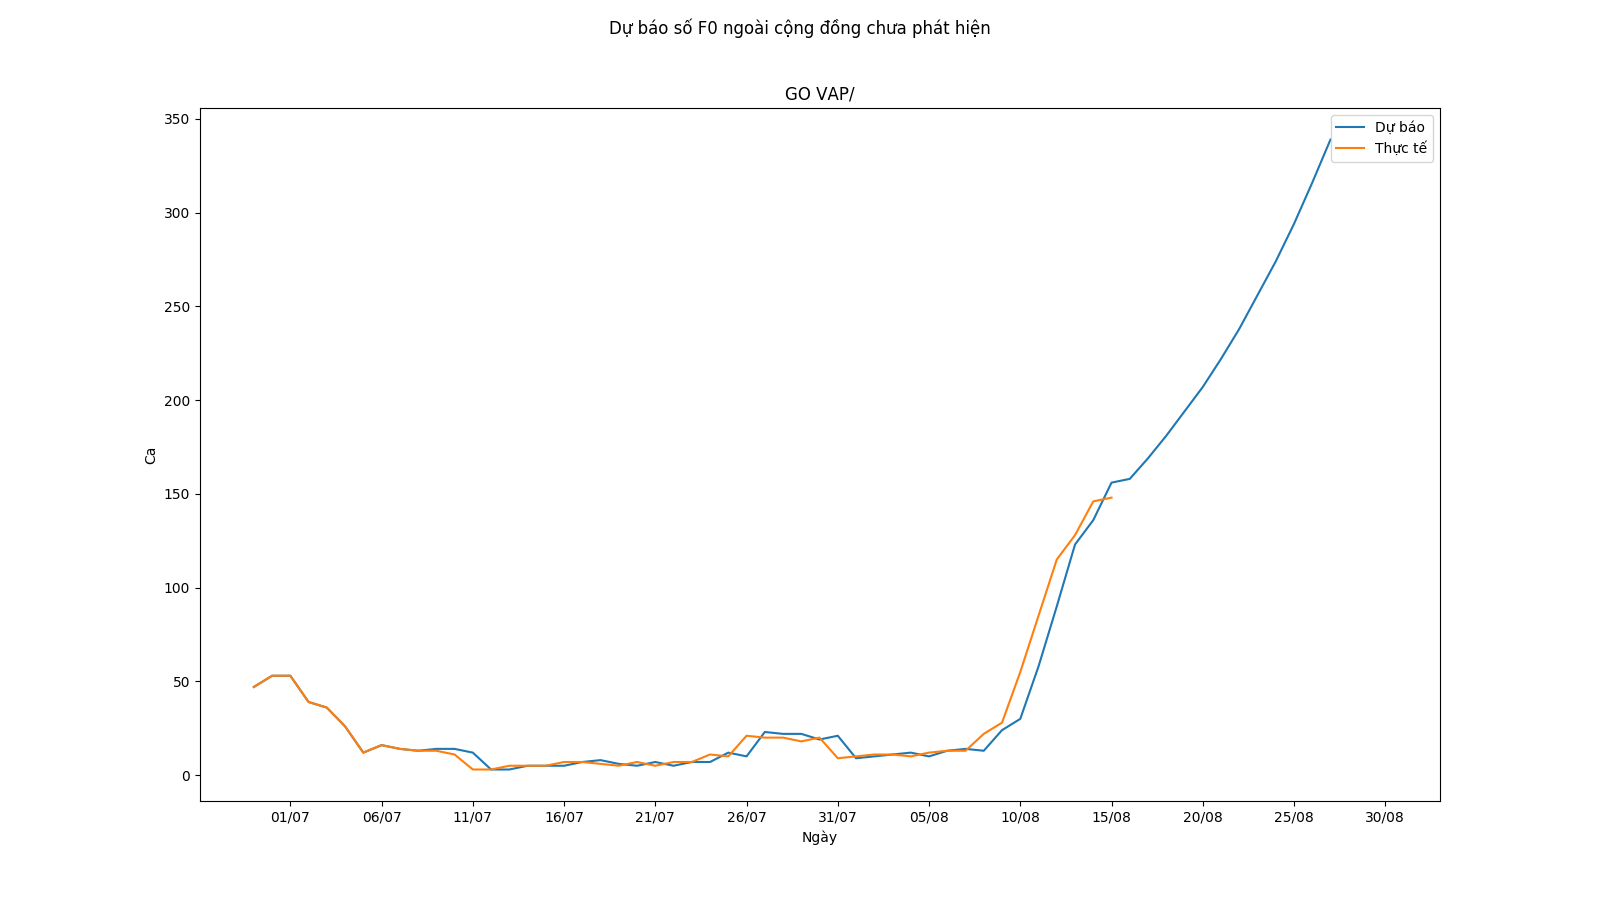 Dự báo số F0 ngoài cộng đồng chưa phát hiện
GO VAP/
Dự báo
Thực tế
350
300
250
200
150
100
50
0
Ca
01/07 06/07 11/07 16/07 21/07 26/07 31/07 05/08 10/08 15/08 20/08 25/08 30/08
Ngày